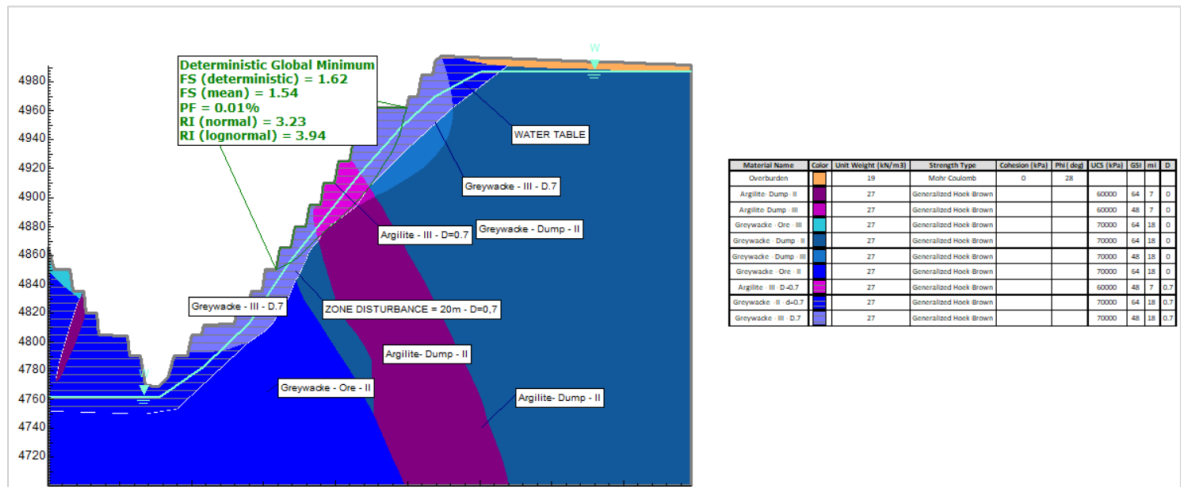 W
Deterministic Global Minimum
FS (deterministic) = 1.62
FS (mean) = 1.54
PF = 0.01%
RI (normal) = 3.23
RI (lognormal) = 3.94
4980
4960
4940
4920
4900
4880
4860
4840
4820
4800
4780
4760
4740
4720
WATER TABLE
Greywacke - III - D.7
Argilite - III - D=0.7
Greywacke - Dump - II
Greywacke - III - D.7
ZONE DISTURBANCE = 20m - D=0,7
Argilite- Dump - II
Greywacke - Ore - II
Argilite- Dump - II
W
Material Name Color Unit Weight (kN/m3) Strength Type Cohesion (kPa) Phi (deg) UCS (kPa) GSI mi D
Overburden 19 Mohr Coulomb 0 28
Argilite- Dump - II 27 Generalized Hoek Brown 60000 64 7 0
Argilite- Dump - III 27 Generalized Hoek Brown 60000 48 7 0
Greywacke - Ore - III 27 Generalized Hoek Brown 70000 64 18 0
Greywacke - Dump - II 27 Generalized Hoek Brown 70000 64 18 0
Greywacke - Dump - III 27 Generalized Hoek Brown 70000 48 18 0
Greywacke - Ore - II 27 Generalized Hoek Brown 70000 64 18 0
Argilite - III D=0.7 27 Generalized Hoek Brown 60000 48 7 0.7
Greywacke - II - d=0.7 27 Generalized Hoek Brown 70000 64 18 0.7
Greywacke - III - D.7 27 Generalized Hoek Brown 70000 48 18 0.7